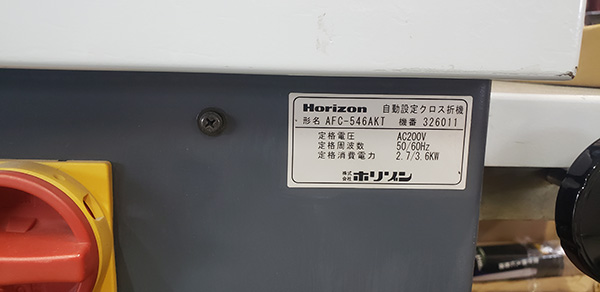 Horizon 自動設定クロス折機
形名 AFC-546AKT 機番 326011
定格電圧 AC200V
定格周波数 50/60Hz
定格消費電力 2.7/3.6KW
株式会社 ホリゾン